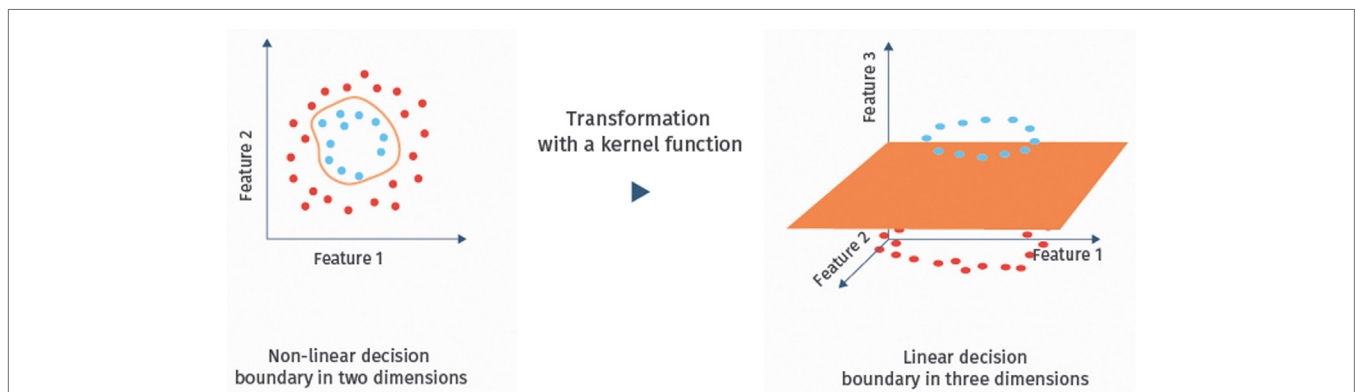 Feature 2
Feature 1
Non-linear decision
boundary in two dimensions
Transformation
with a kernel function
Feature 3
Feature 2
Feature 1
Linear decision
boundary in three dimensions